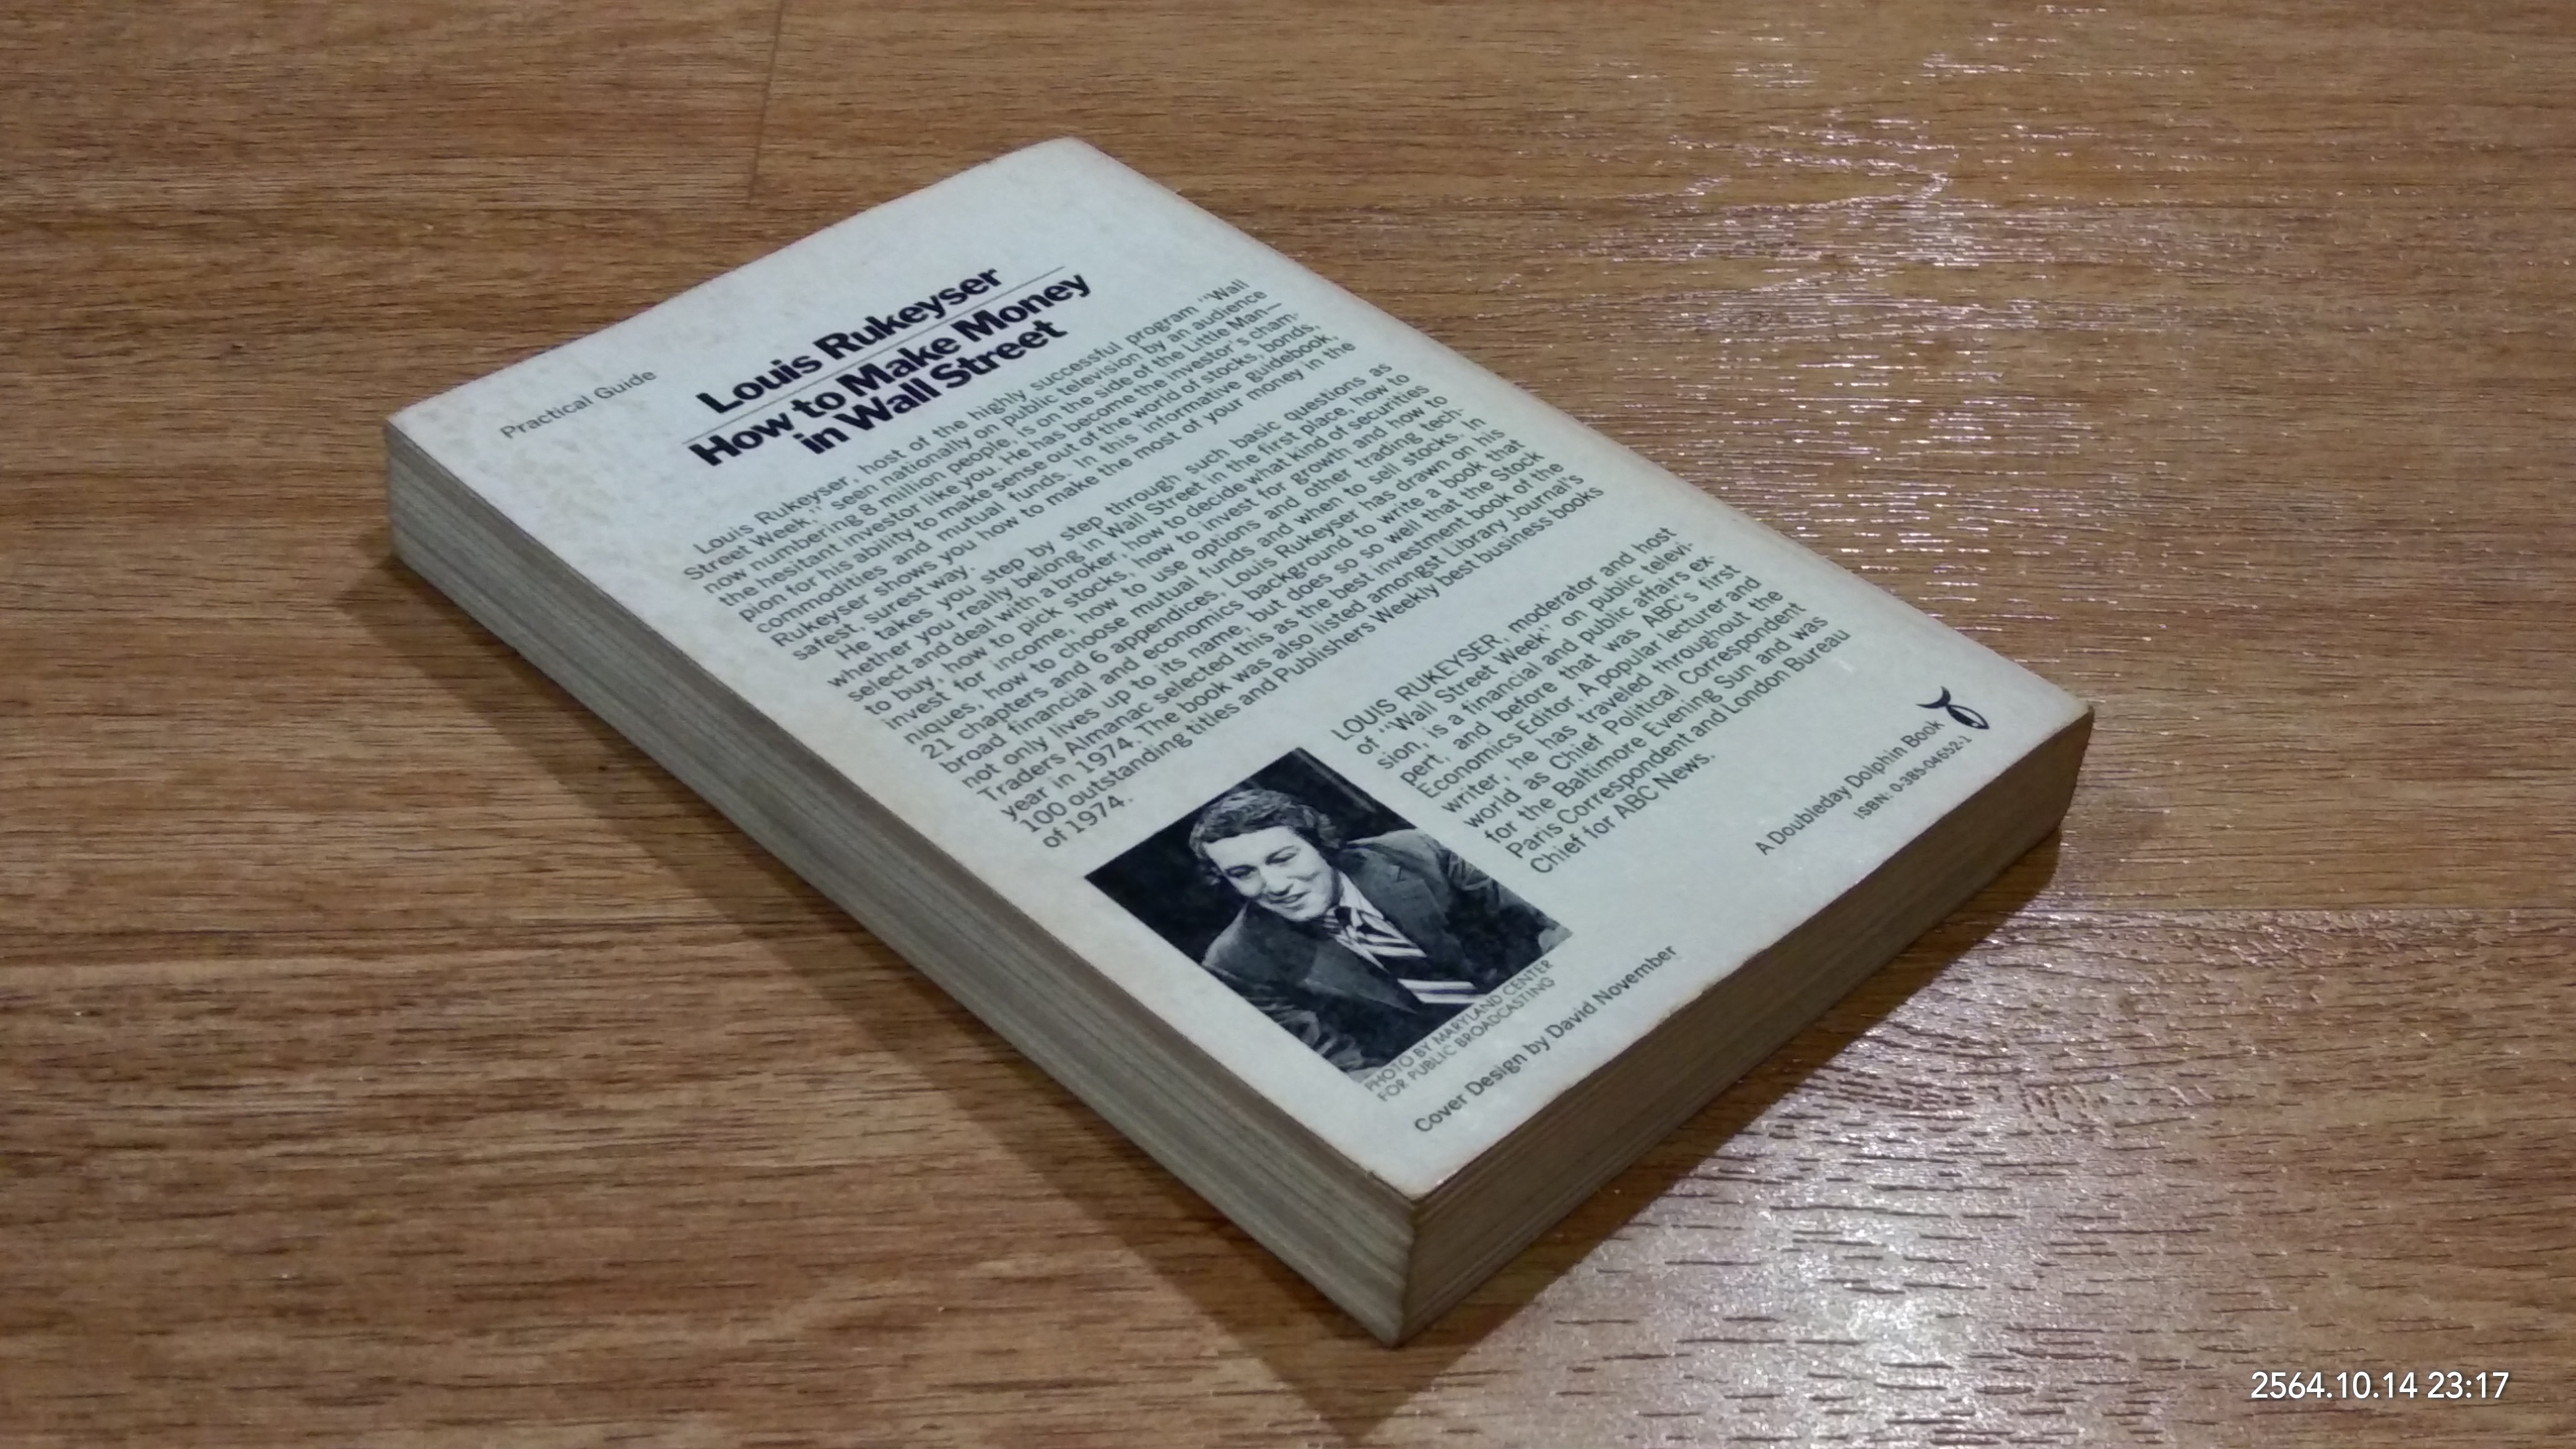 Practical Guide
Louis Rukeyser
How to Make Money
in Wall Street
Louis Rukeyser, host of the highly successful program "Wall
Street Week," seen nationally on public television by an audience
now numbering 8 million people, is on the side of the Little Man—
the hesitant investor like you. He has become the investor's cham-
pion for his ability to make sense out of the world of stocks, bonds,
commodities and mutual funds. In this informative guidebook,
Rukeyser shows you how to make the most of your money in the
safest, surest way.
He takes you step by step through such basic questions as
whether you really belong in Wall Street in the first place, how to
select and deal with a broker, how to decide what kind of securities
to buy, how to pick stocks, how to invest for growth and how to
invest for income, how to use options and other trading tech-
niques, how to choose mutual funds and when to sell stocks. In
21 chapters and 6 appendices, Louis Rukeyser has drawn on his
broad financial and economics background to write a book that
not only lives up to its name, but does so so well that the Stock
Traders Almanac selected this as the best investment book of the
year in 1974. The book was also listed amongst Library Journal's
100 outstanding titles and Publishers Weekly best business books
of 1974.
LOUIS RUKEYSER, moderator and host
of "Wall Street Week" on public televi-
sion, is a financial and public affairs ex-
pert, and before that was ABC's first
Economics Editor. A popular lecturer and
writer, he has traveled throughout the
world as Chief Political Correspondent
for the Baltimore Evening Sun and was
Paris Correspondent and London Bureau
Chief for ABC News.
PHOTO BY MARYLAND CENTER
FOR PUBLIC BROADCASTING
Cover Design by David November
A Doubleday Dolphin Book
ISBN: 0-385-04652-1
2564.10.14 23:17